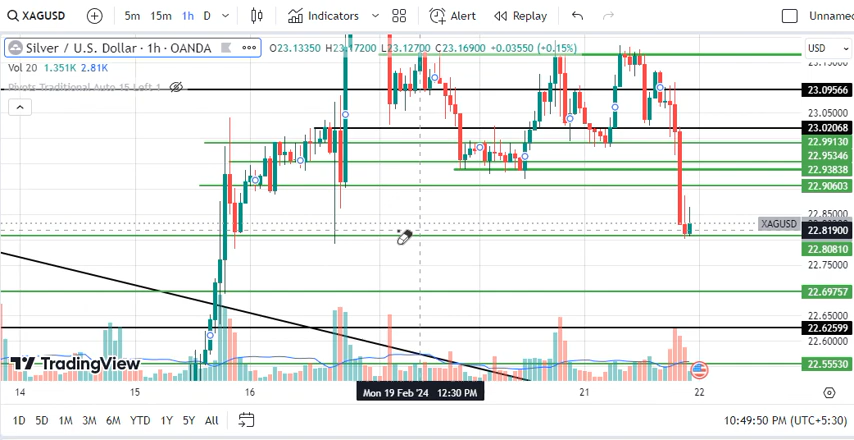 XAGUSD 5m 15m 1h D Indicators Alert Replay Unnamed
Silver / U.S. Dollar · 1h · OANDA O23.13350 H23.17200 L23.12700 C23.16900 +0.03550 (+0.15%) USD
Vol 20 1.351K 2.81K
Pivots Traditional Auto 15 Left 1
23.09566
23.05000
23.02068
22.99130
22.95346
22.93838
22.90603
22.85000
XAGUSD 22.81900
22.80810
22.75000
22.69757
22.65000
22.62599
22.60000
22.55530
TradingView
14 15 16 Mon 19 Feb '24 12:30 PM 21 22
1D 5D 1M 3M 6M YTD 1Y 5Y All 10:49:50 PM (UTC+5:30)